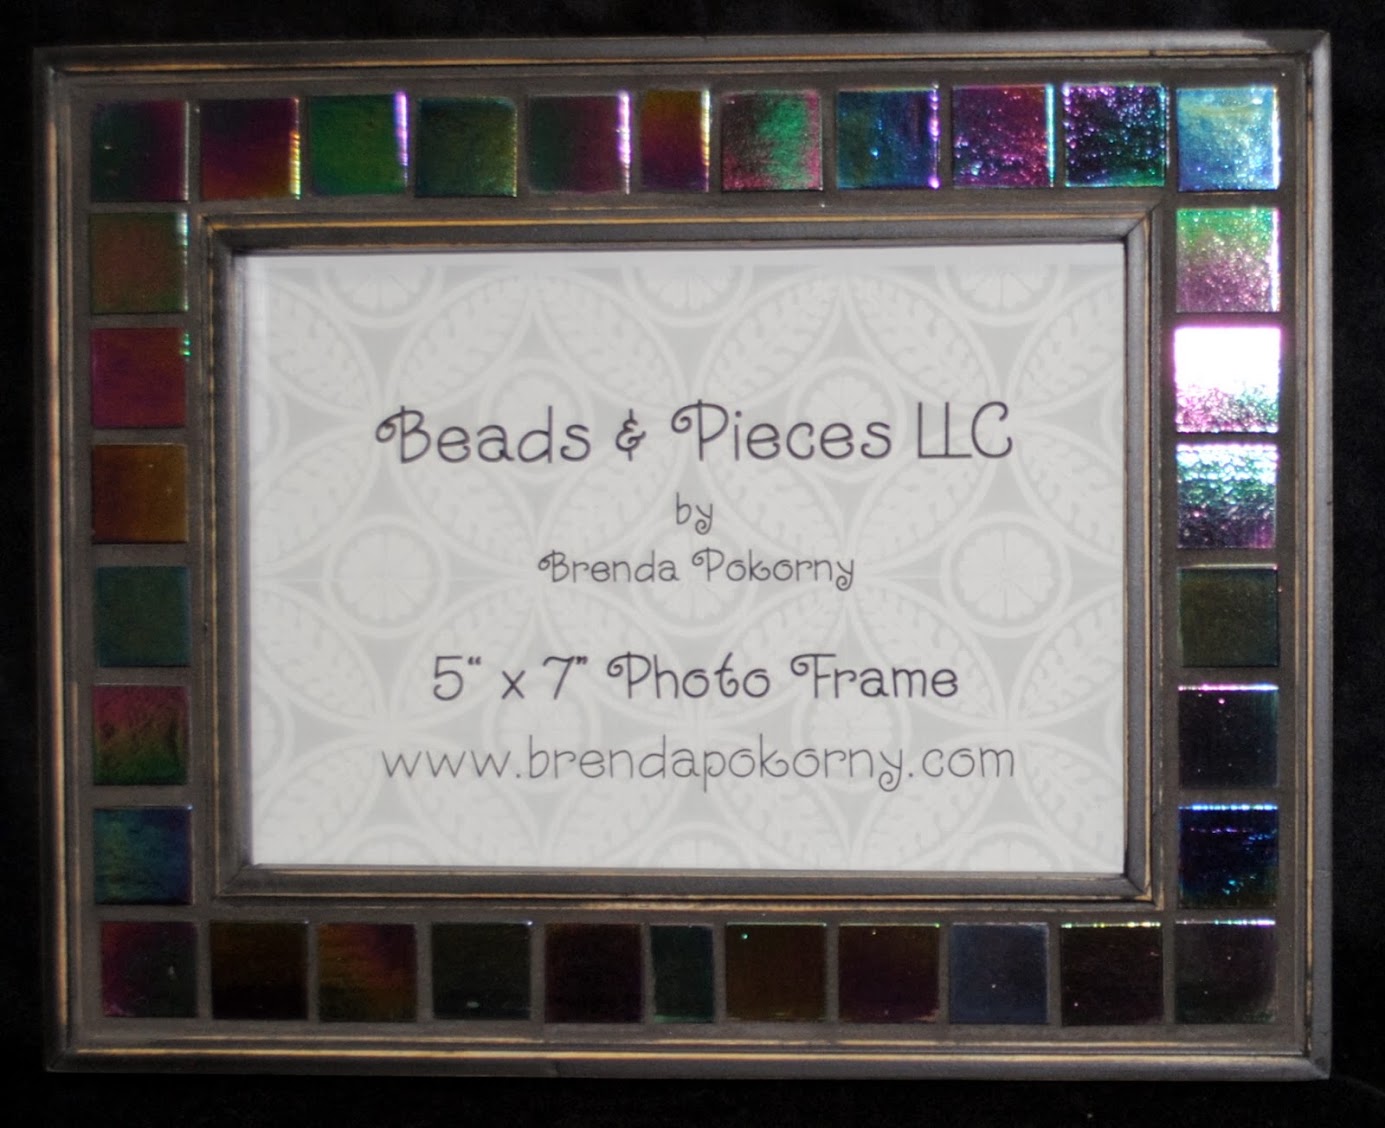 Beads & Pieces LLC
by
Brenda Pokorny
5“ x 7” Photo Frame
www.brendapokorny.com